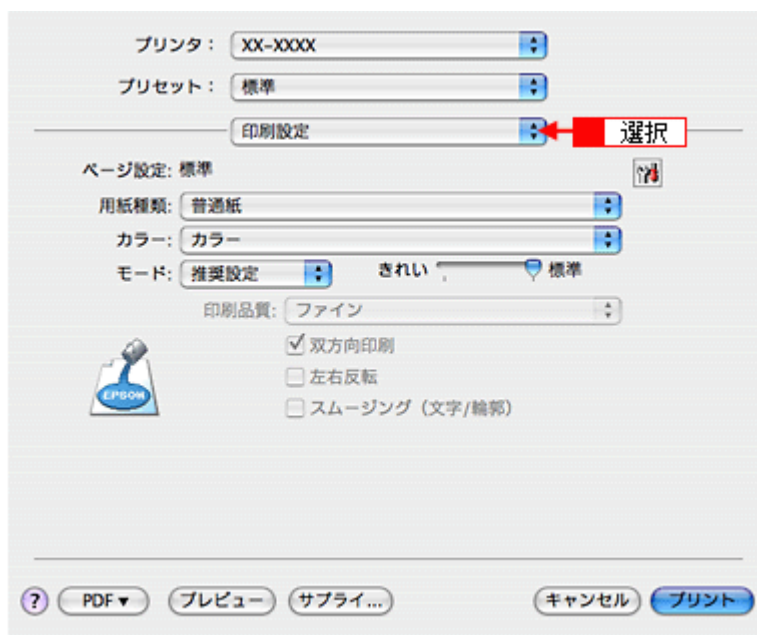 プリンタ： XX-XXXX
プリセット： 標準
印刷設定 選択
ページ設定: 標準
用紙種類: 普通紙
カラー: カラー
モード: 推奨設定 きれい 標準
印刷品質: ファイン
双方向印刷
左右反転
スムージング（文字/輪郭）
EPSON
? PDF▼ プレビュー サプライ... キャンセル プリント